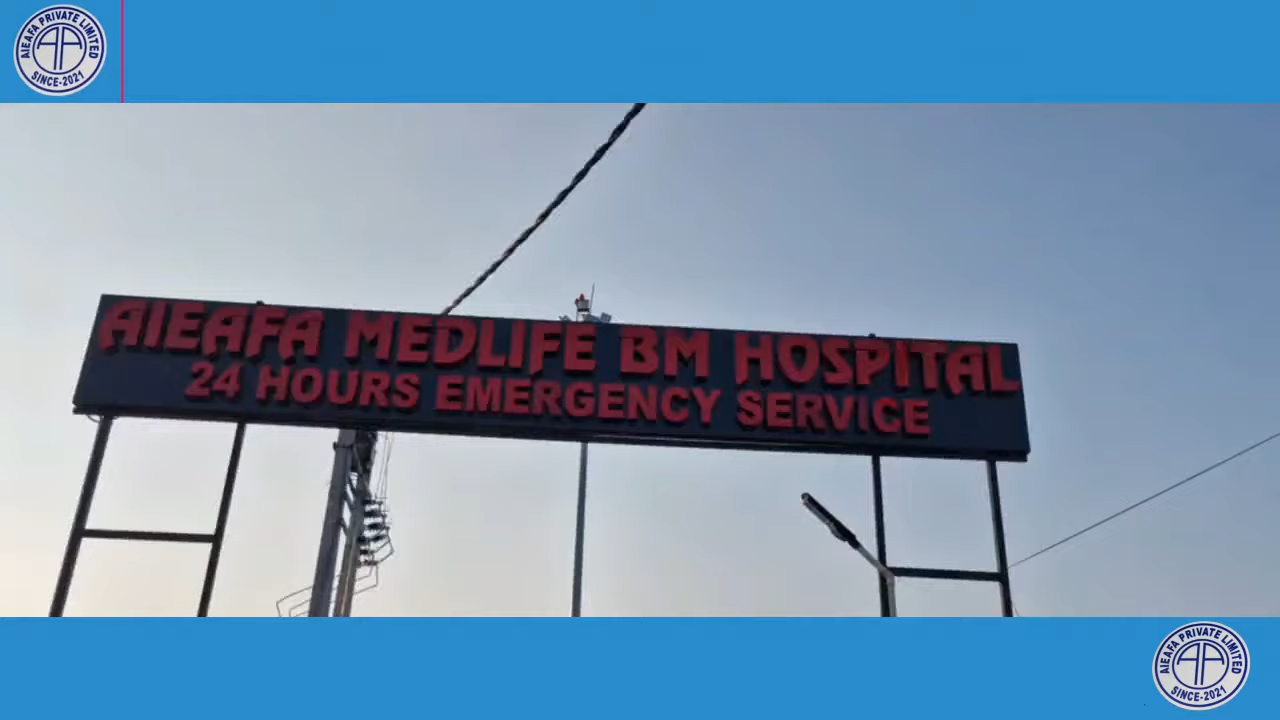 AIEAFA PRIVATE LIMITED
SINCE-2021
AIEAFA MEDLIFE BM HOSPITAL
24 HOURS EMERGENCY SERVICE
AIEAFA PRIVATE LIMITED
SINCE-2021